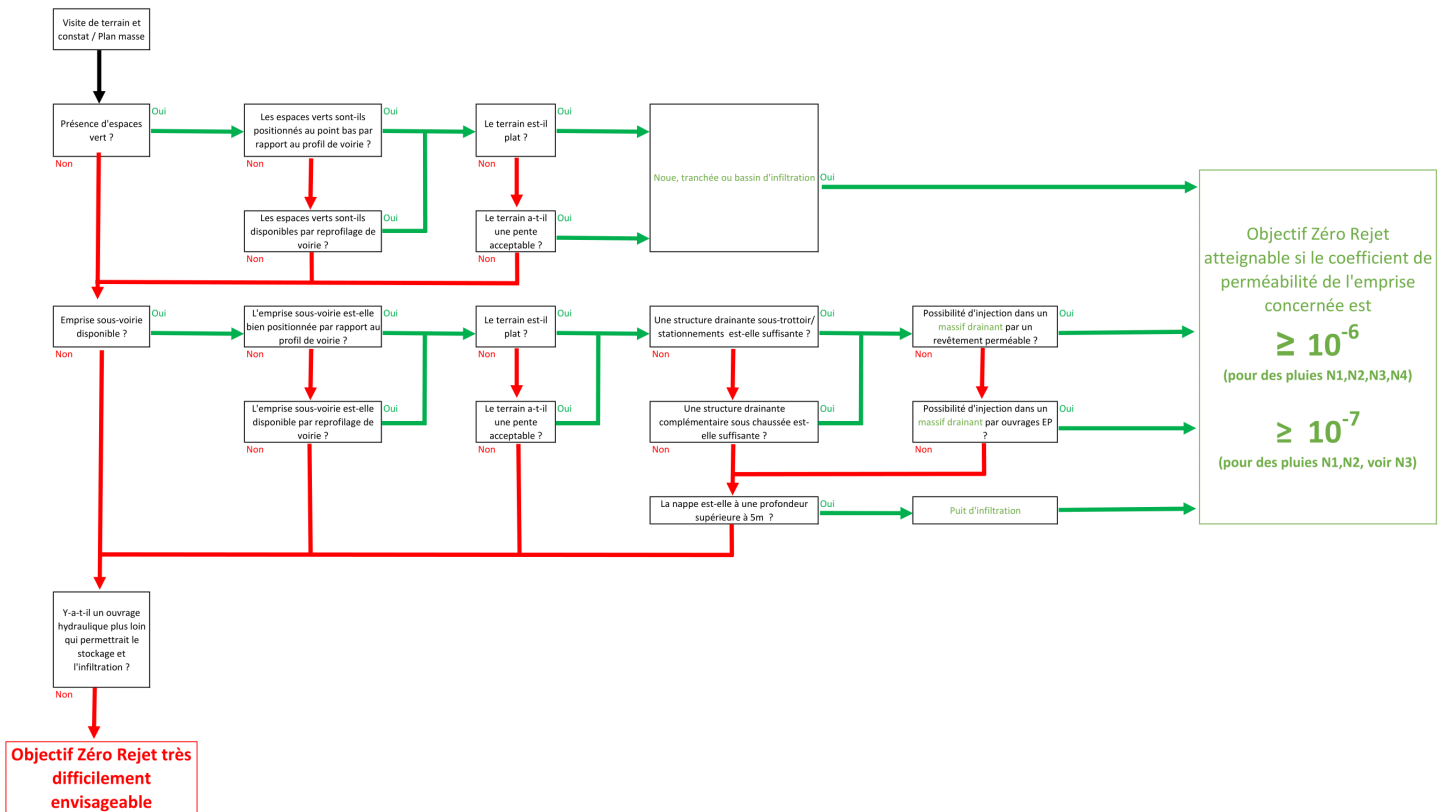 Visite de terrain et
constat / Plan masse
Présence d'espaces
vert ?
Oui
Non
Les espaces verts sont-ils
positionnés au point bas par
rapport au profil de voirie ?
Oui
Non
Le terrain est-il
plat ?
Oui
Non
Noue, tranchée ou bassin d'infiltration
Oui
Les espaces verts sont-ils
disponibles par reprofilage de
voirie ?
Oui
Non
Le terrain a-t-il
une pente
acceptable ?
Oui
Non
Emprise sous-voirie
disponible ?
Oui
Non
L'emprise sous-voirie est-elle
bien positionnée par rapport au
profil de voirie ?
Oui
Non
Le terrain est-il
plat ?
Oui
Non
Une structure drainante sous-trottoir/
stationnements est-elle suffisante ?
Oui
Non
Possibilité d'injection dans un
massif drainant par un
revêtement perméable ?
Oui
Non
L'emprise sous-voirie est-elle
disponible par reprofilage de
voirie ?
Oui
Non
Le terrain a-t-il
une pente
acceptable ?
Oui
Non
Une structure drainante
complémentaire sous chaussée est-
elle suffisante ?
Oui
Non
Possibilité d'injection dans un
massif drainant par ouvrages EP
?
Oui
Non
La nappe est-elle à une profondeur
supérieure à 5m ?
Oui
Non
Puit d'infiltration
Objectif Zéro Rejet
atteignable si le coefficient de
perméabilité de l'emprise
concernée est
≥ 10-6
(pour des pluies N1,N2,N3,N4)
≥ 10-7
(pour des pluies N1,N2, voir N3)
Y-a-t-il un ouvrage
hydraulique plus loin
qui permettrait le
stockage et
l'infiltration ?
Non
Objectif Zéro Rejet très
difficilement
envisageable